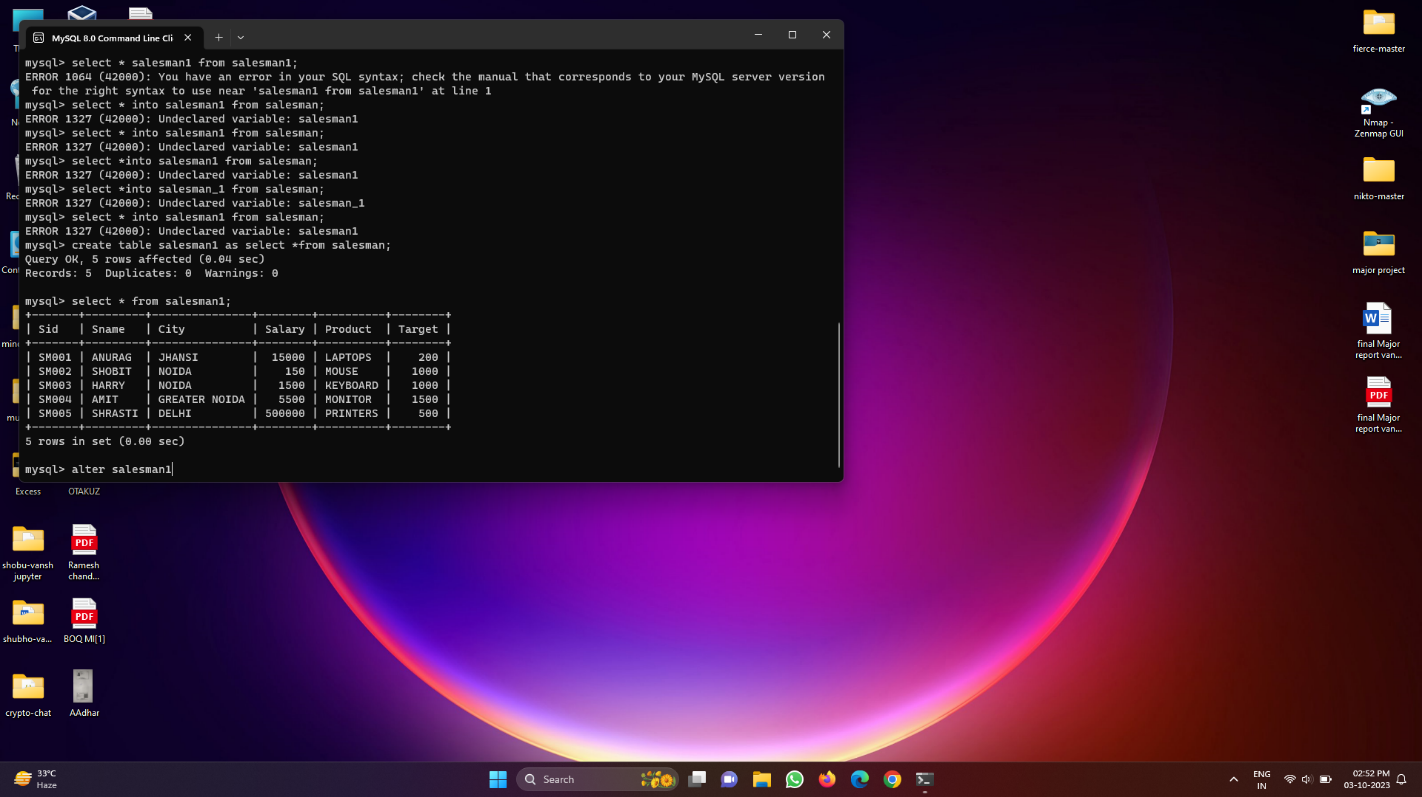 MySQL 8.0 Command Line Cli
mysql> select * salesman1 from salesman1;
ERROR 1064 (42000): You have an error in your SQL syntax; check the manual that corresponds to your MySQL server version
 for the right syntax to use near 'salesman1 from salesman1' at line 1
mysql> select * into salesman1 from salesman;
ERROR 1327 (42000): Undeclared variable: salesman1
mysql> select * into salesman1 from salesman;
ERROR 1327 (42000): Undeclared variable: salesman1
mysql> select *into salesman1 from salesman;
ERROR 1327 (42000): Undeclared variable: salesman1
mysql> select *into salesman_1 from salesman;
ERROR 1327 (42000): Undeclared variable: salesman_1
mysql> select * into salesman1 from salesman;
ERROR 1327 (42000): Undeclared variable: salesman1
mysql> create table salesman1 as select *from salesman;
Query OK, 5 rows affected (0.04 sec)
Records: 5  Duplicates: 0  Warnings: 0
mysql> select * from salesman1;
+-------+---------+---------------+--------+----------+--------+
| Sid   | Sname   | City          | Salary | Product  | Target |
+-------+---------+---------------+--------+----------+--------+
| SM001 | ANURAG  | JHANSI        |  15000 | LAPTOPS  |    200 |
| SM002 | SHOBIT  | NOIDA         |    150 | MOUSE    |   1000 |
| SM003 | HARRY   | NOIDA         |   1500 | KEYBOARD |   1000 |
| SM004 | AMIT    | GREATER NOIDA |   5500 | MONITOR  |   1500 |
| SM005 | SHRASTI | DELHI         | 500000 | PRINTERS |    500 |
+-------+---------+---------------+--------+----------+--------+
5 rows in set (0.00 sec)
mysql> alter salesman1
Excess
OTAKUZ
shobu-vansh
jupyter
PDF
Ramesh
chand...
shubho-va...
PDF
BOQ MI[1]
crypto-chat
AAdhar
fierce-master
Nmap -
Zenmap GUI
nikto-master
major project
W
final Major
report van...
PDF
final Major
report van...
33°C
Haze
Search
ENG
IN
02:52 PM
03-10-2023